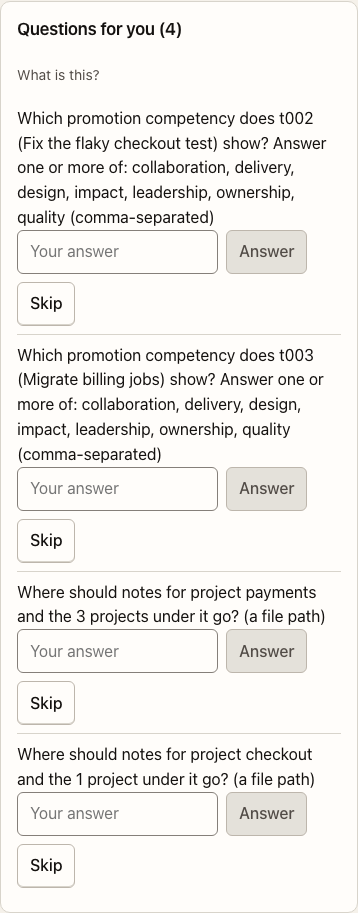 Questions for you (4)
What is this?
Which promotion competency does t002
(Fix the flaky checkout test) show? Answer
one or more of: collaboration, delivery,
design, impact, leadership, ownership,
quality (comma-separated)
Your answer
Answer
Skip
Which promotion competency does t003
(Migrate billing jobs) show? Answer one or
more of: collaboration, delivery, design,
impact, leadership, ownership, quality
(comma-separated)
Your answer
Answer
Skip
Where should notes for project payments
and the 3 projects under it go? (a file path)
Your answer
Answer
Skip
Where should notes for project checkout
and the 1 project under it go? (a file path)
Your answer
Answer
Skip